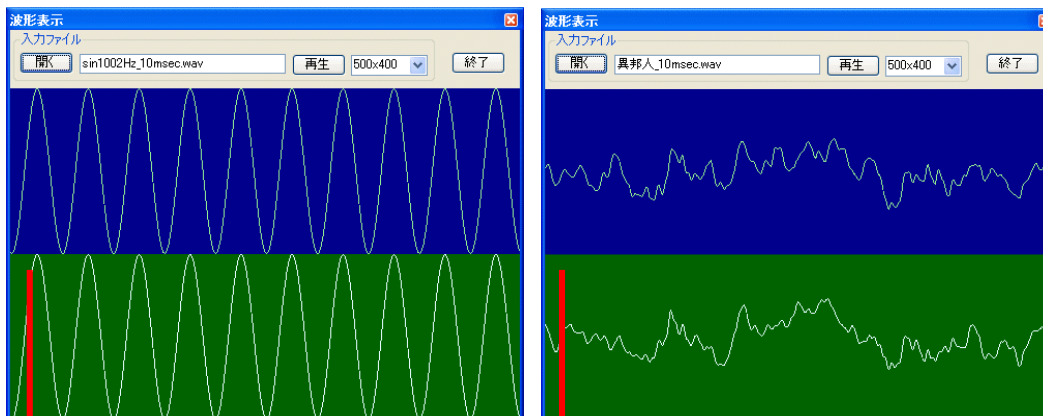 波形表示
入力ファイル
開く sin1002Hz_10msec.wav 再生 500x400 終了
波形表示
入力ファイル
開く 異邦人_10msec.wav 再生 500x400 終了